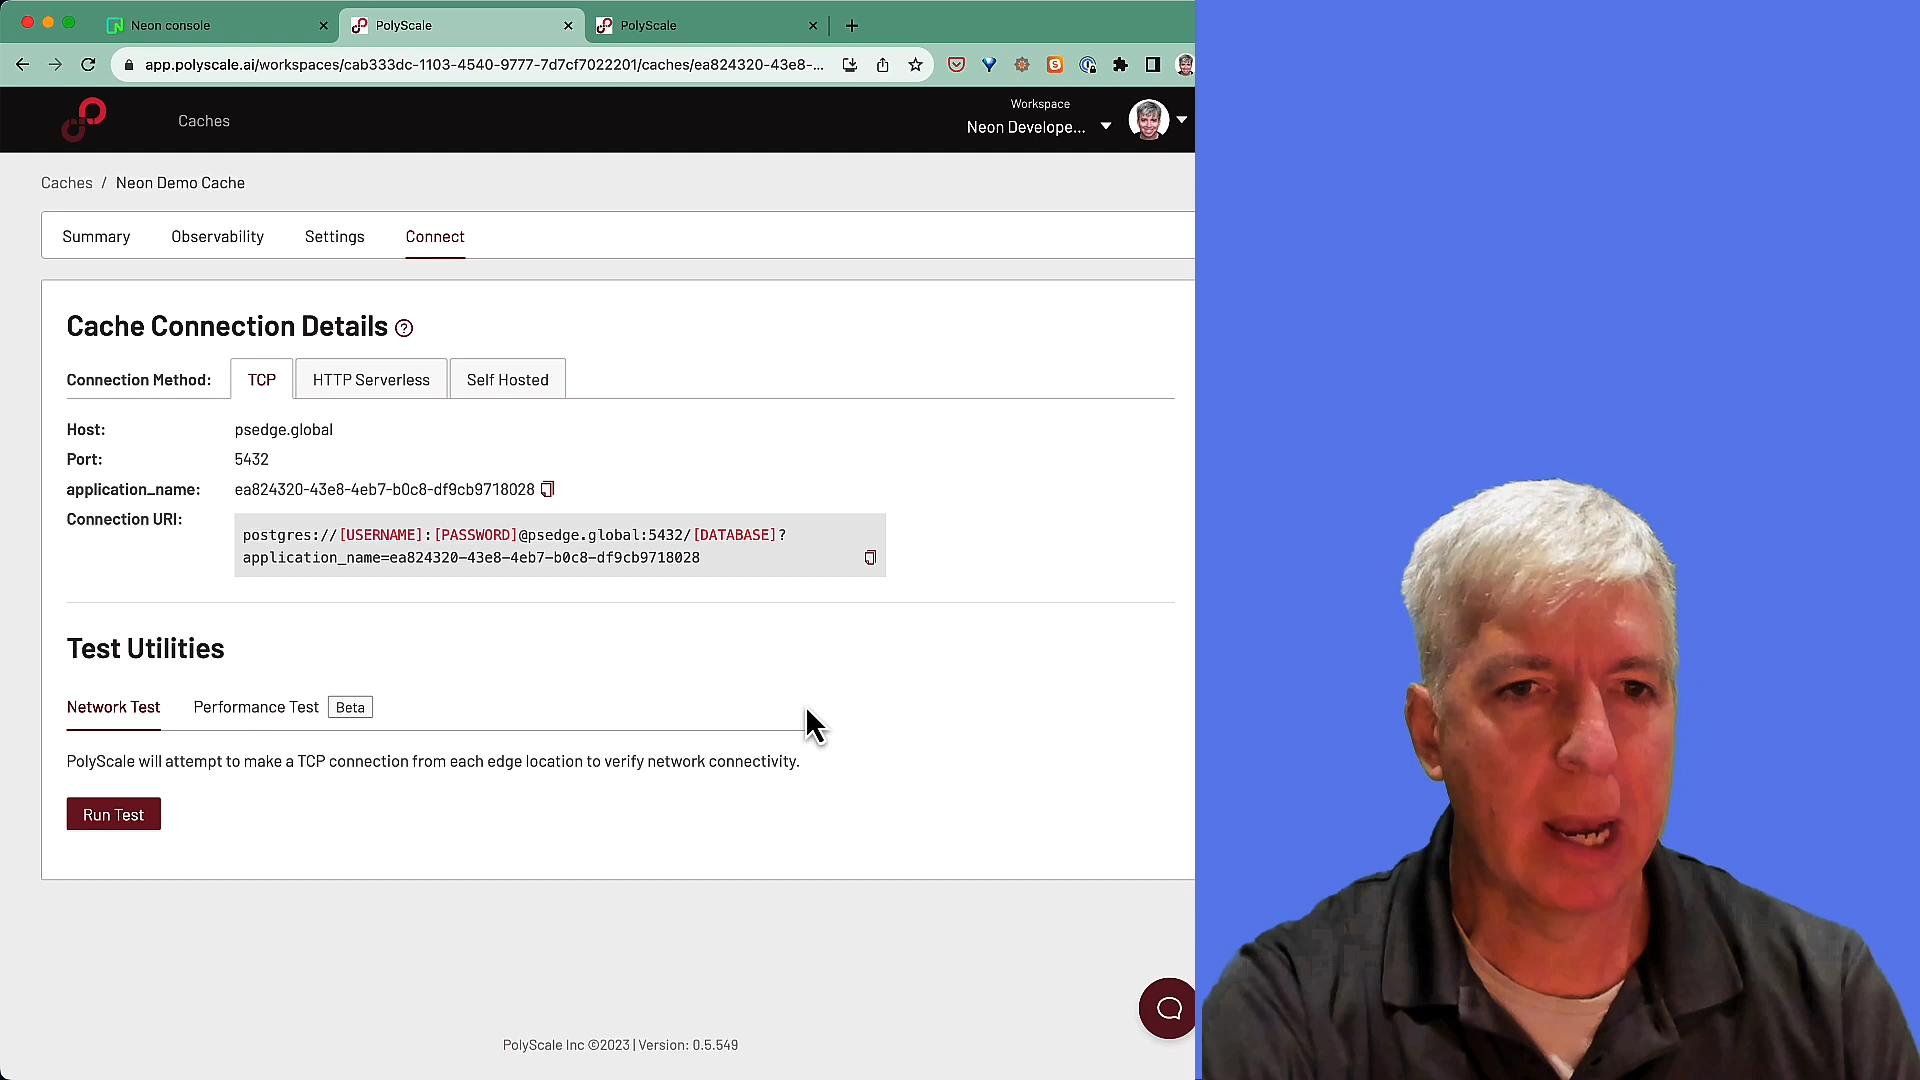 Neon console
PolyScale
PolyScale
app.polyscale.ai/workspaces/cab333dc-1103-4540-9777-7d7cf7022201/caches/ea824320-43e8-...
Caches
Workspace
Neon Develope...
Caches / Neon Demo Cache
Summary Observability Settings Connect
Cache Connection Details ?
Connection Method: TCP HTTP Serverless Self Hosted
Host: psedge.global
Port: 5432
application_name: ea824320-43e8-4eb7-b0c8-df9cb9718028
Connection URI:
postgres://[USERNAME]:[PASSWORD]@psedge.global:5432/[DATABASE]?
application_name=ea824320-43e8-4eb7-b0c8-df9cb9718028
Test Utilities
Network Test Performance Test Beta
PolyScale will attempt to make a TCP connection from each edge location to verify network connectivity.
Run Test
PolyScale Inc ©2023 | Version: 0.5.549